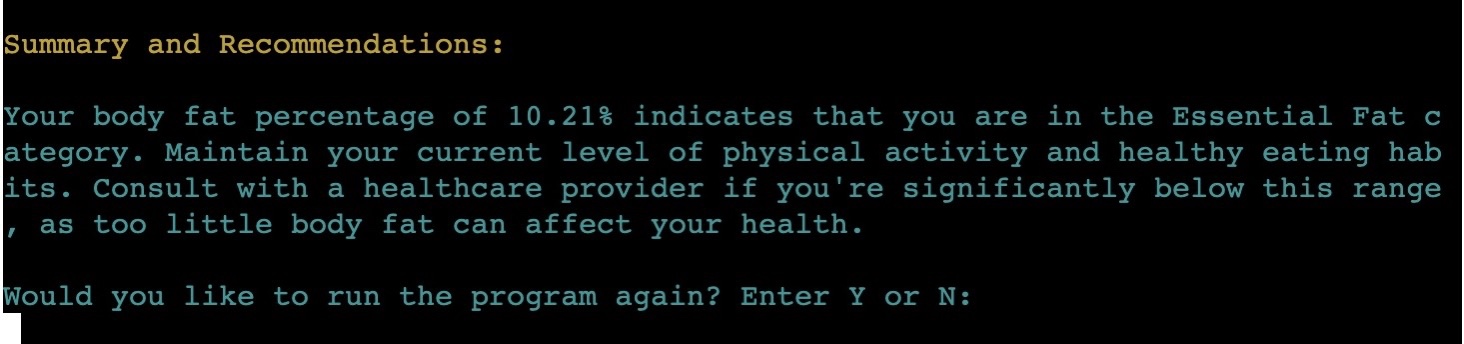 Summary and Recommendations:
Your body fat percentage of 10.21% indicates that you are in the Essential Fat c
ategory. Maintain your current level of physical activity and healthy eating hab
its. Consult with a healthcare provider if you're significantly below this range
, as too little body fat can affect your health.
Would you like to run the program again? Enter Y or N: